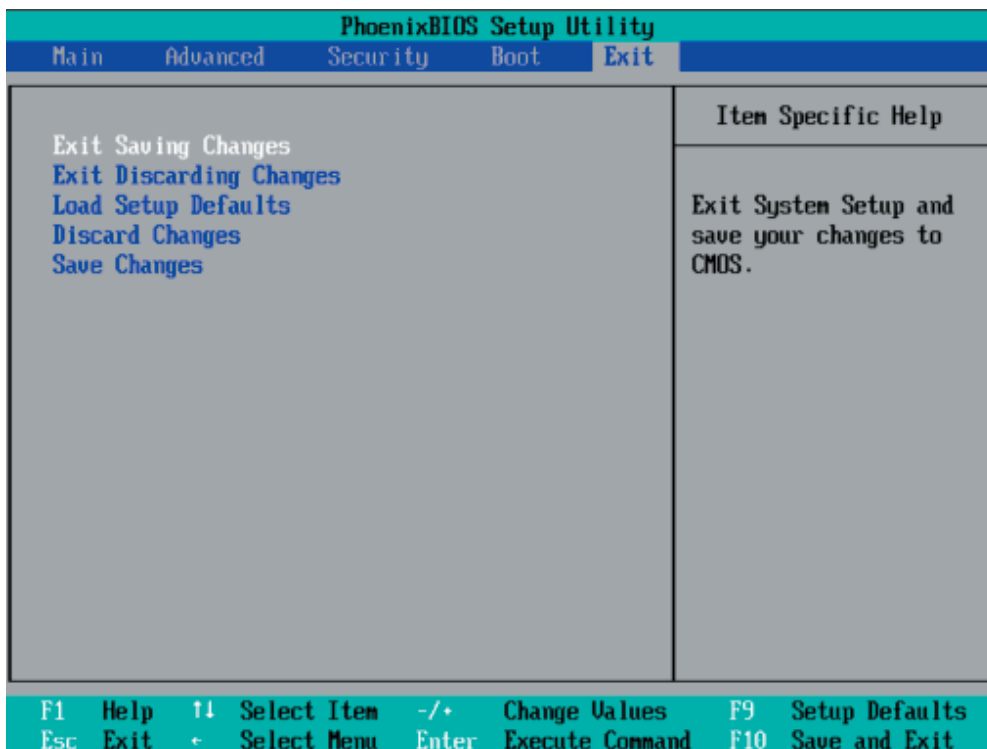 PhoenixBIOS Setup Utility
Main Advanced Security Boot Exit
Item Specific Help
Exit Saving Changes
Exit Discarding Changes
Load Setup Defaults
Discard Changes
Save Changes
Exit System Setup and
save your changes to
CMOS.
F1 Help ↑↓ Select Item -/+ Change Values F9 Setup Defaults
Esc Exit ← Select Menu Enter Execute Command F10 Save and Exit